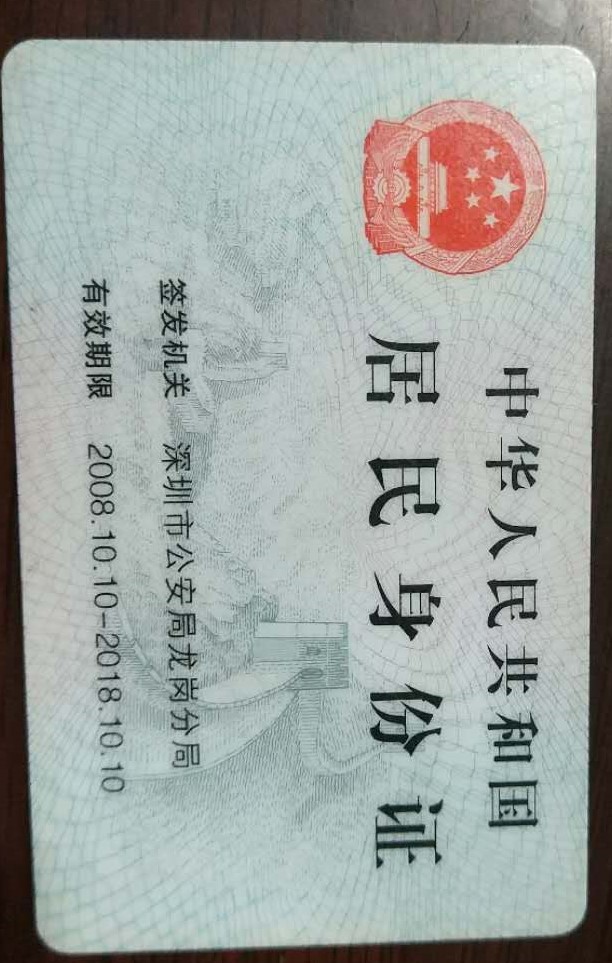 中华人民共和国
居民身份证
签发机关 深圳市公安局龙岗分局
有效期限 2008.10.10-2018.10.10